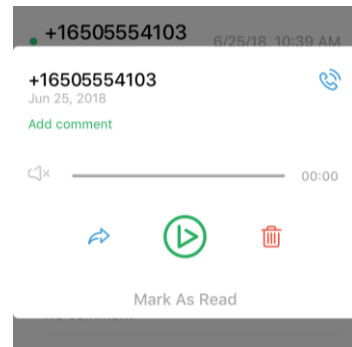 +16505554103
6/25/18, 10:39 AM
+16505554103
Jun 25, 2018
Add comment
00:00
Mark As Read